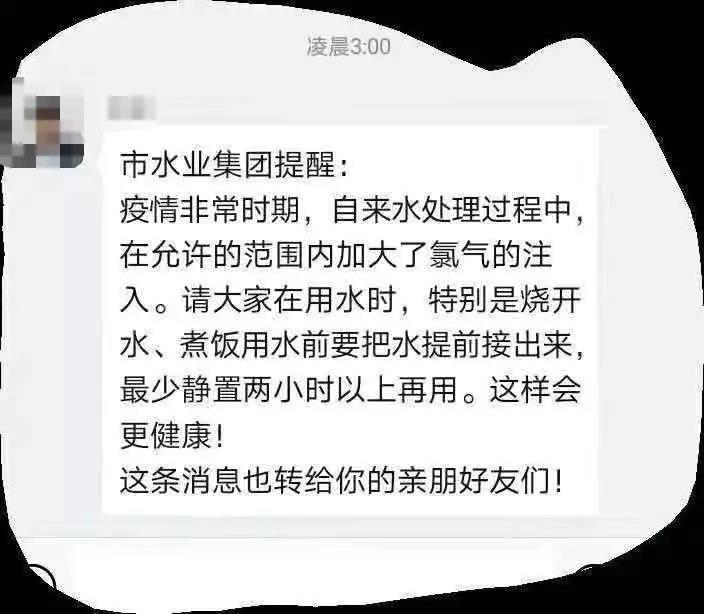 凌晨3:00
市水业集团提醒：
疫情非常时期，自来水处理过程中，
在允许的范围内加大了氯气的注
入。请大家在用水时，特别是烧开
水、煮饭用水前要把水提前接出来，
最少静置两小时以上再用。这样会
更健康！
这条消息也转给你的亲朋好友们！